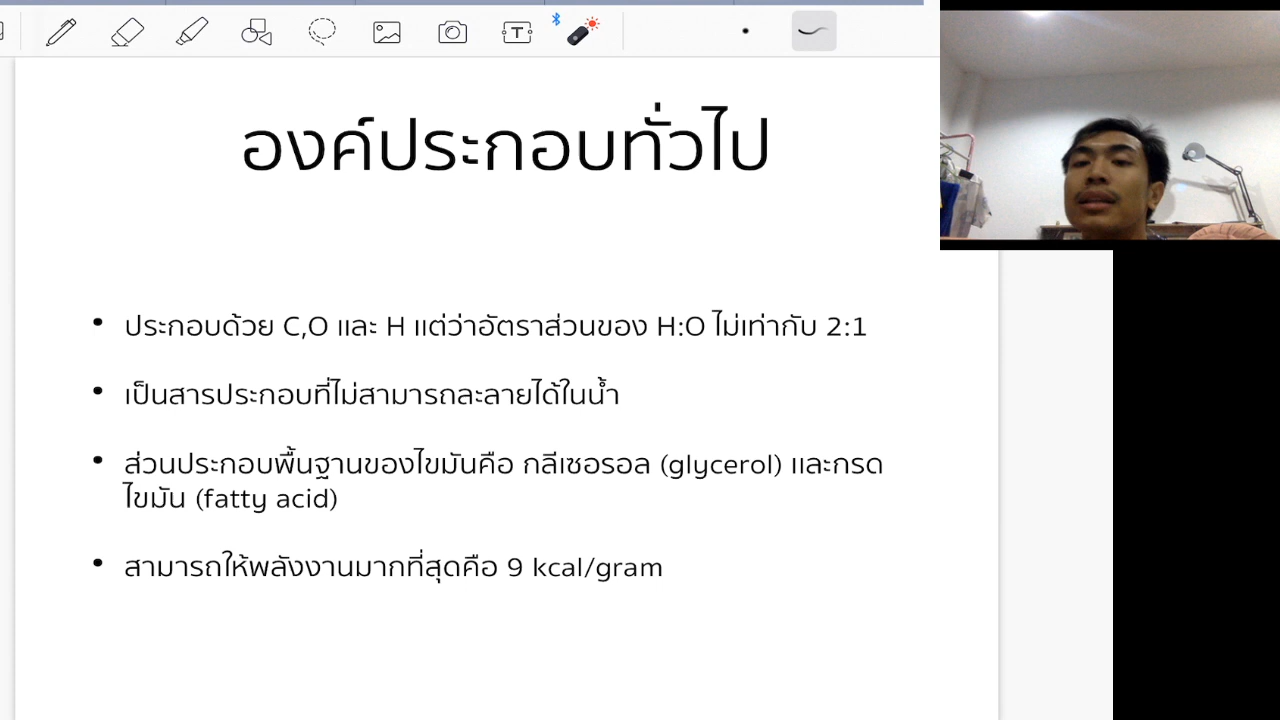 องค์ประกอบทั่วไป
• ประกอบด้วย C,O และ H แต่ว่าอัตราส่วนของ H:O ไม่เท่ากับ 2:1
• เป็นสารประกอบที่ไม่สามารถละลายได้ในน้ำ
• ส่วนประกอบพื้นฐานของไขมันคือ กลีเซอรอล (glycerol) และกรด
ไขมัน (fatty acid)
• สามารถให้พลังงานมากที่สุดคือ 9 kcal/gram